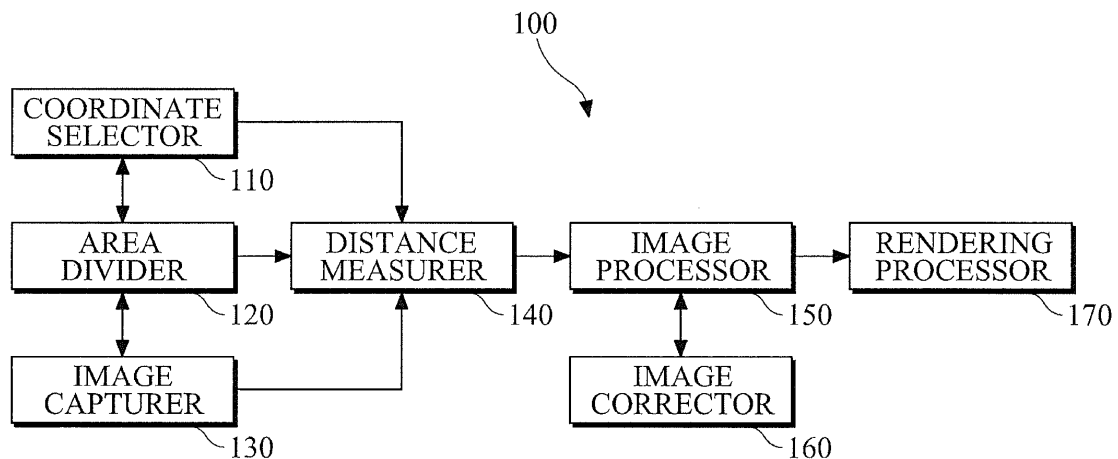 100
COORDINATE
SELECTOR
110
AREA
DIVIDER
120
DISTANCE
MEASURER
140
IMAGE
PROCESSOR
150
RENDERING
PROCESSOR
170
IMAGE
CAPTURER
130
IMAGE
CORRECTOR
160